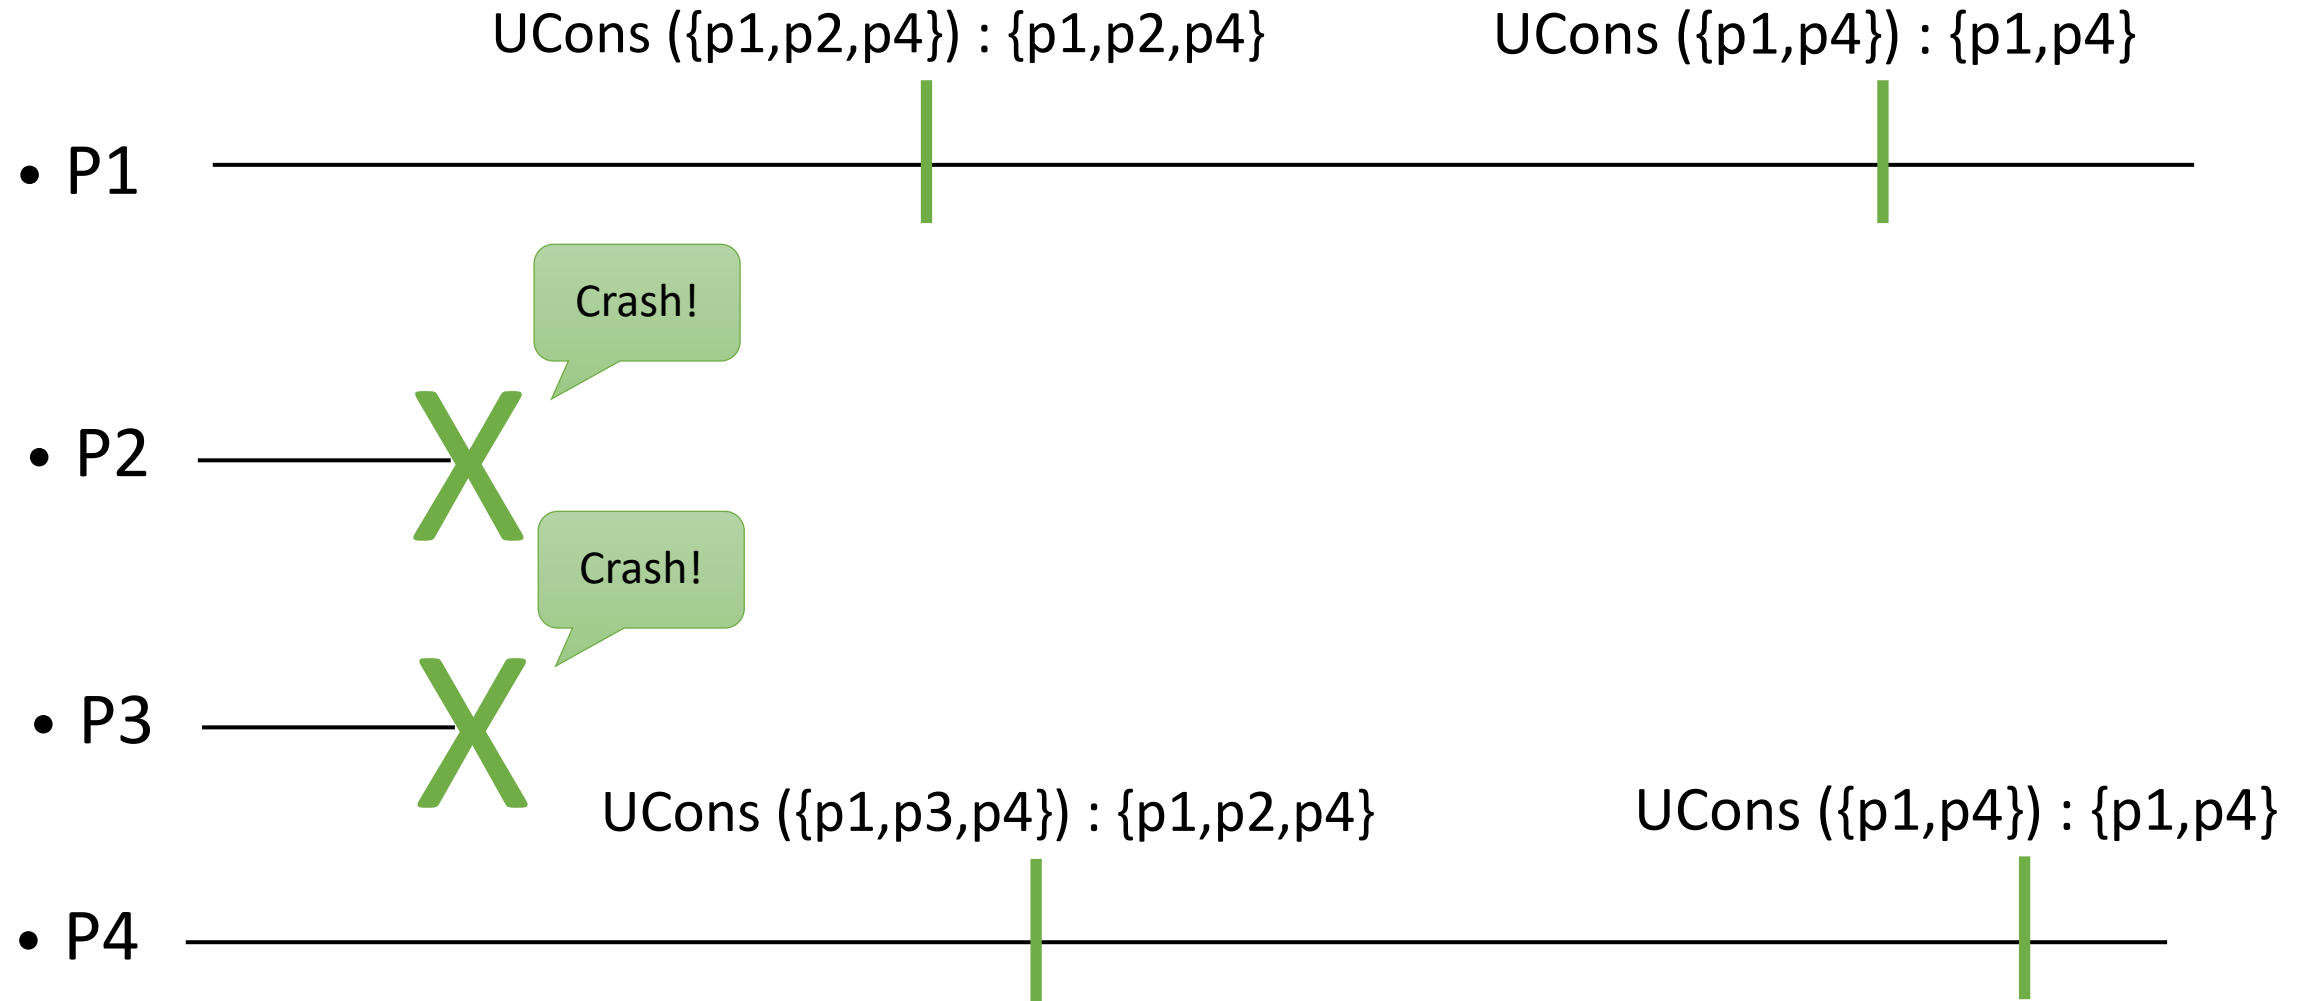 UCons ({p1,p2,p4}) : {p1,p2,p4}
UCons ({p1,p4}) : {p1,p4}
• P1
Crash!
• P2
Crash!
• P3
UCons ({p1,p3,p4}) : {p1,p2,p4}
UCons ({p1,p4}) : {p1,p4}
• P4